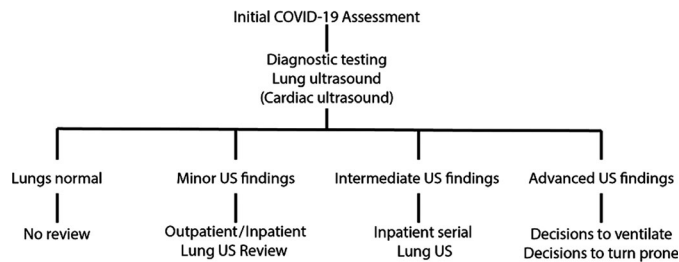 Initial COVID-19 Assessment
Diagnostic testing
Lung ultrasound
(Cardiac ultrasound)
Lungs normal
Minor US findings
Intermediate US findings
Advanced US findings
No review
Outpatient/Inpatient
Lung US Review
Inpatient serial
Lung US
Decisions to ventilate
Decisions to turn prone